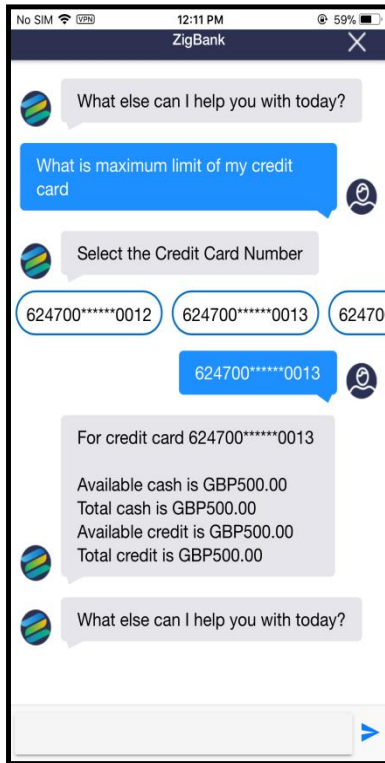 No SIM VPN 12:11 PM 59%
ZigBank
What else can I help you with today?
What is maximum limit of my credit
card
Select the Credit Card Number
624700******0012 624700******0013 62470
624700******0013
For credit card 624700******0013
Available cash is GBP500.00
Total cash is GBP500.00
Available credit is GBP500.00
Total credit is GBP500.00
What else can I help you with today?